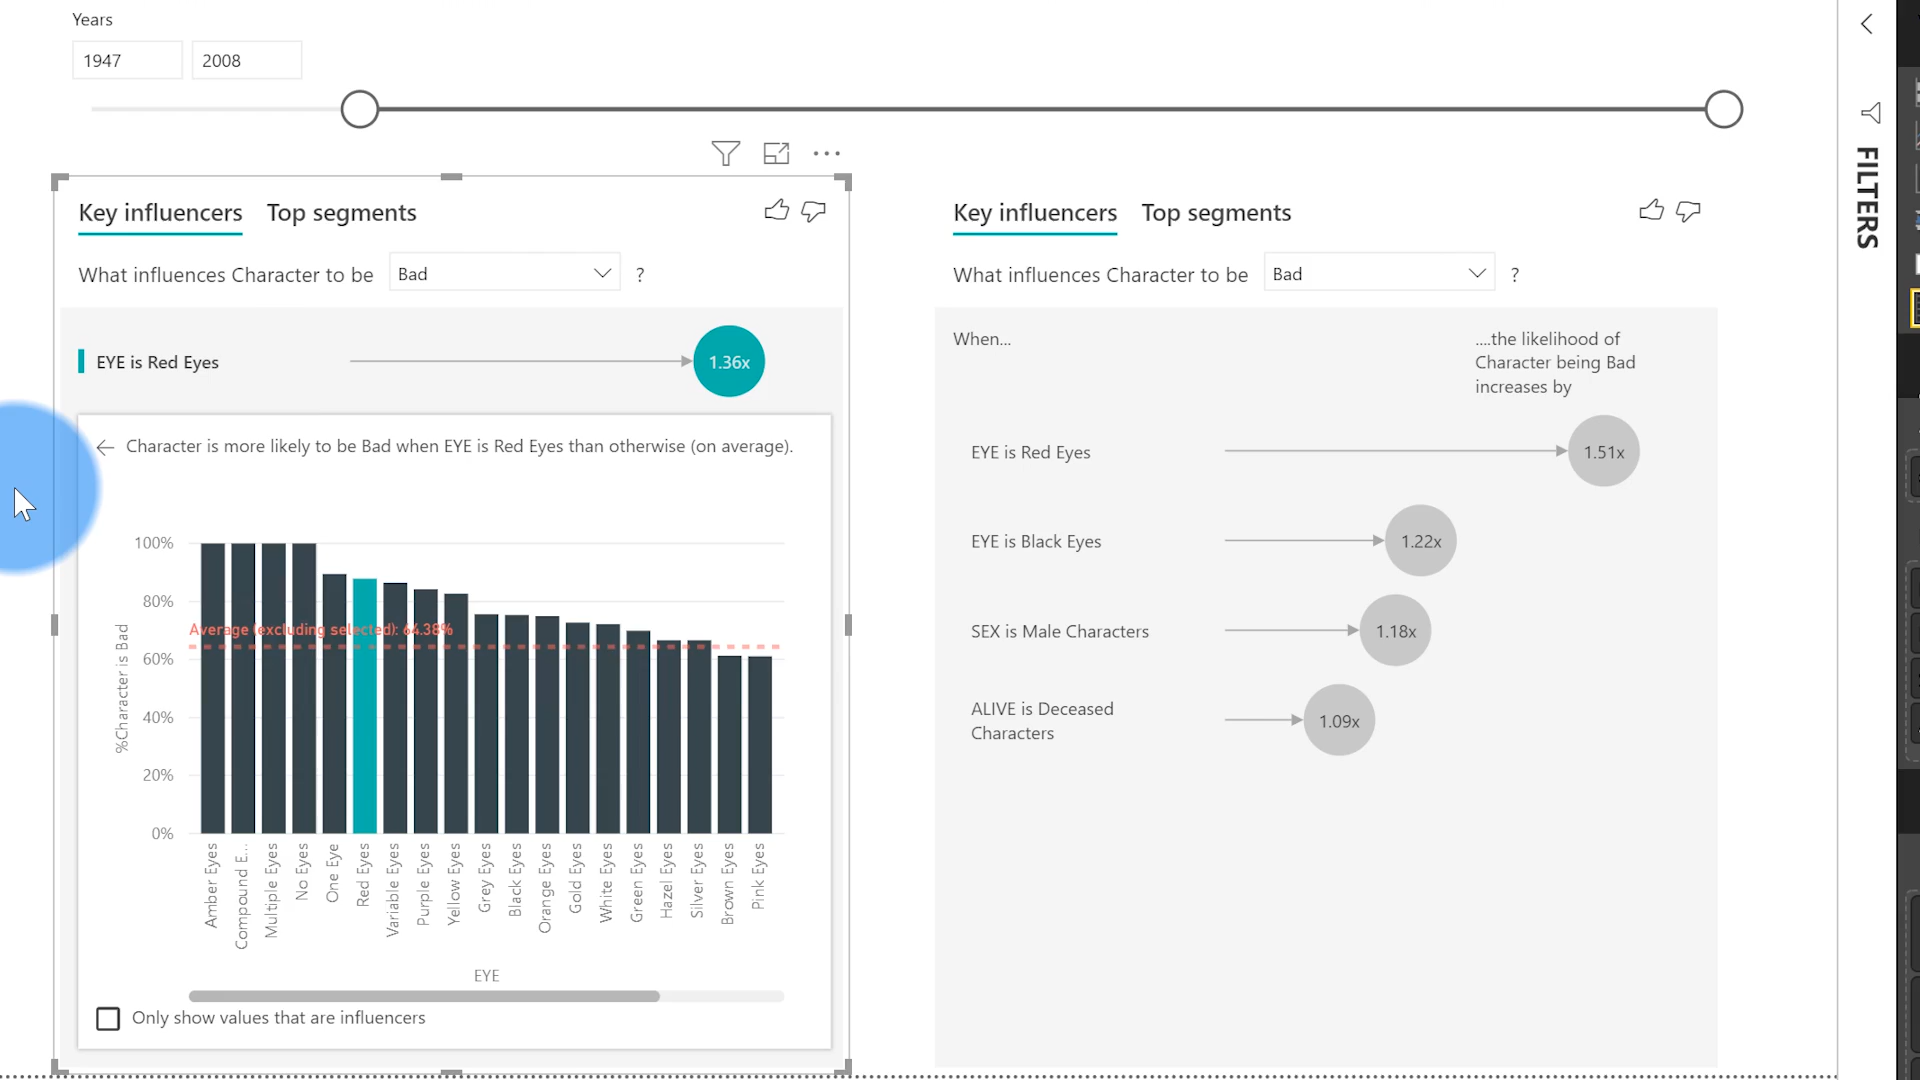 Years
1947
2008
FILTERS
Key influencers
Top segments
What influences Character to be
Bad
?
EYE is Red Eyes
1.36x
Character is more likely to be Bad when EYE is Red Eyes than otherwise (on average).
100%
80%
60%
40%
20%
0%
%Character is Bad
Average (excluding selected): 64.38%
Amber Eyes
Compound E...
Multiple Eyes
No Eyes
One Eye
Red Eyes
Variable Eyes
Purple Eyes
Yellow Eyes
Grey Eyes
Black Eyes
Orange Eyes
Gold Eyes
White Eyes
Green Eyes
Hazel Eyes
Silver Eyes
Brown Eyes
Pink Eyes
EYE
Only show values that are influencers
Key influencers
Top segments
What influences Character to be
Bad
?
When...
....the likelihood of
Character being Bad
increases by
EYE is Red Eyes
1.51x
EYE is Black Eyes
1.22x
SEX is Male Characters
1.18x
ALIVE is Deceased
Characters
1.09x